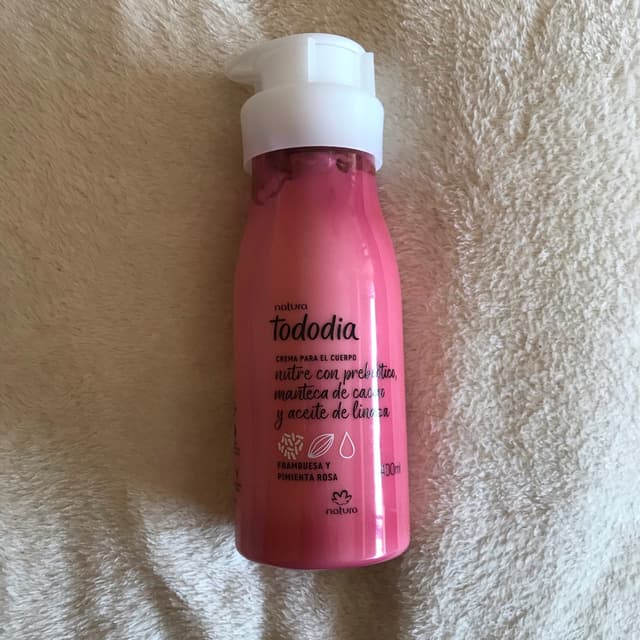 natura
tododia
CREMA PARA EL CUERPO
nutre con prebiótico,
manteca de cacao
y aceite de linaza
FRAMBUESA Y
PIMIENTA ROSA
400ml
natura